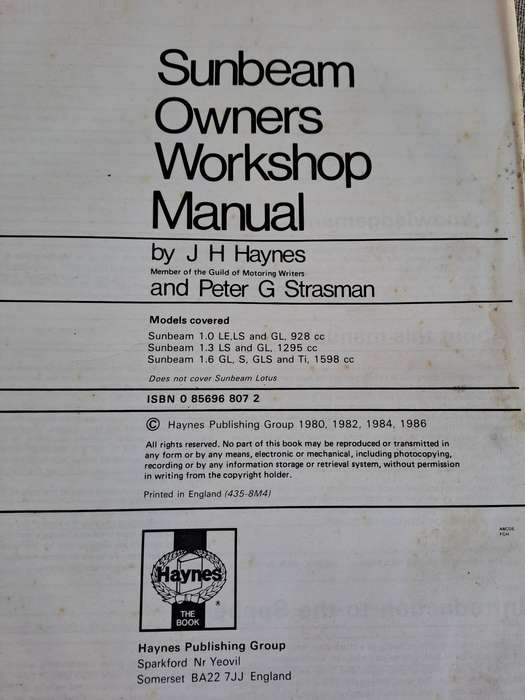 Sunbeam
Owners
Workshop
Manual
by J H Haynes
Member of the Guild of Motoring Writers
and Peter G Strasman
Models covered
Sunbeam 1.0 LE,LS and GL, 928 cc
Sunbeam 1.3 LS and GL, 1295 cc
Sunbeam 1.6 GL, S, GLS and Ti, 1598 cc
Does not cover Sunbeam Lotus
ISBN 0 85696 807 2
© Haynes Publishing Group 1980, 1982, 1984, 1986
All rights reserved. No part of this book may be reproduced or transmitted in
any form or by any means, electronic or mechanical, including photocopying,
recording or by any information storage or retrieval system, without permission
in writing from the copyright holder.
Printed in England (435-8M4)
ABCDE
FGH
Haynes
®
THE
BOOK
Haynes Publishing Group
Sparkford Nr Yeovil
Somerset BA22 7JJ England